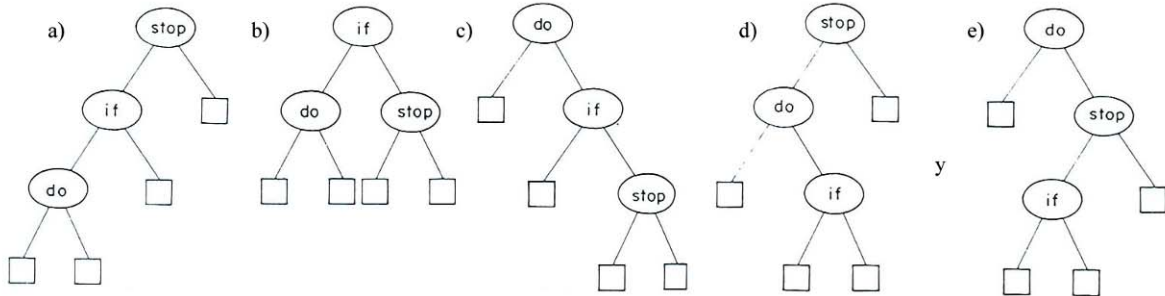 a) stop b) if c) do d) stop e) do
if do stop if do stop
y
do stop if if